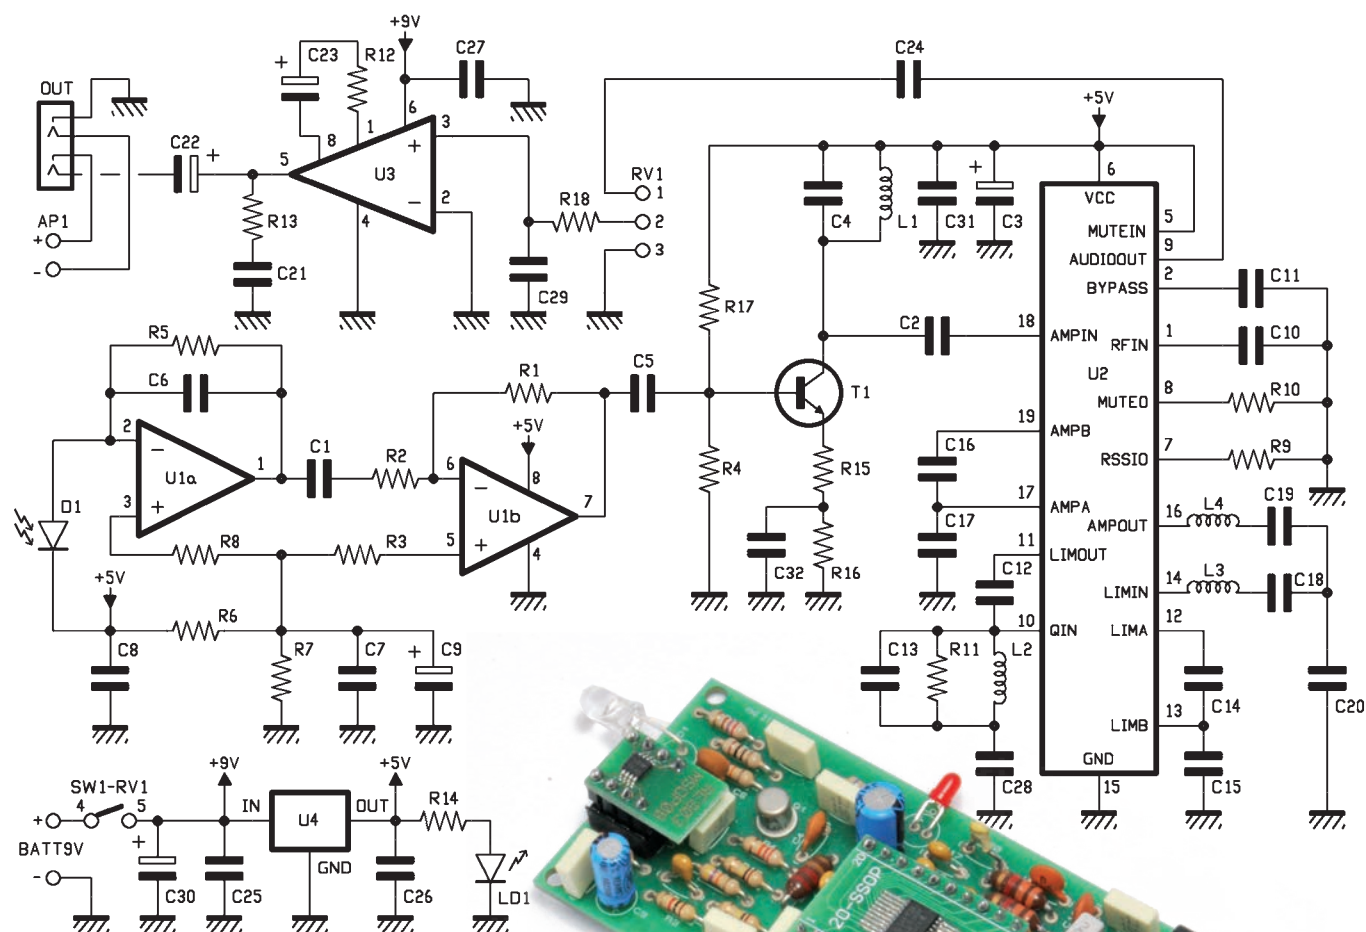 +9V
C23
R12
C27
C24
OUT
+
6
+5V
1
3
8
C22
+
5
U3
+
-
2
4
RV1
1
R18
2
3
AP1
+
-
R13
C21
C29
C4
L1
C31
+
C3
6
VCC
5
MUTEIN
9
AUDIOOUT
2
BYPASS
C11
R17
C2
18
AMPIN
1
RFIN
C10
U2
R5
C6
R1
C5
T1
8
MUTEO
R10
19
AMPB
7
RSSIO
R9
2
-
U1a
1
3
+
C1
R2
+5V
6
-
8
U1b
7
5
+
4
R4
R15
C16
17
AMPA
16
AMPOUT
L4
C19
D1
R8
R3
C17
11
LIMOUT
C12
C32
R16
14
LIMIN
L3
C18
+5V
R6
10
QIN
12
LIMA
C8
R7
C7
+
C9
C13
R11
L2
C14
C20
13
LIMB
GND
15
C28
C15
SW1-RV1
+
4
5
+9V
IN
U4
OUT
+5V
R14
BATT9V
-
+
C30
C25
GND
C26
LD1
20-SSOP